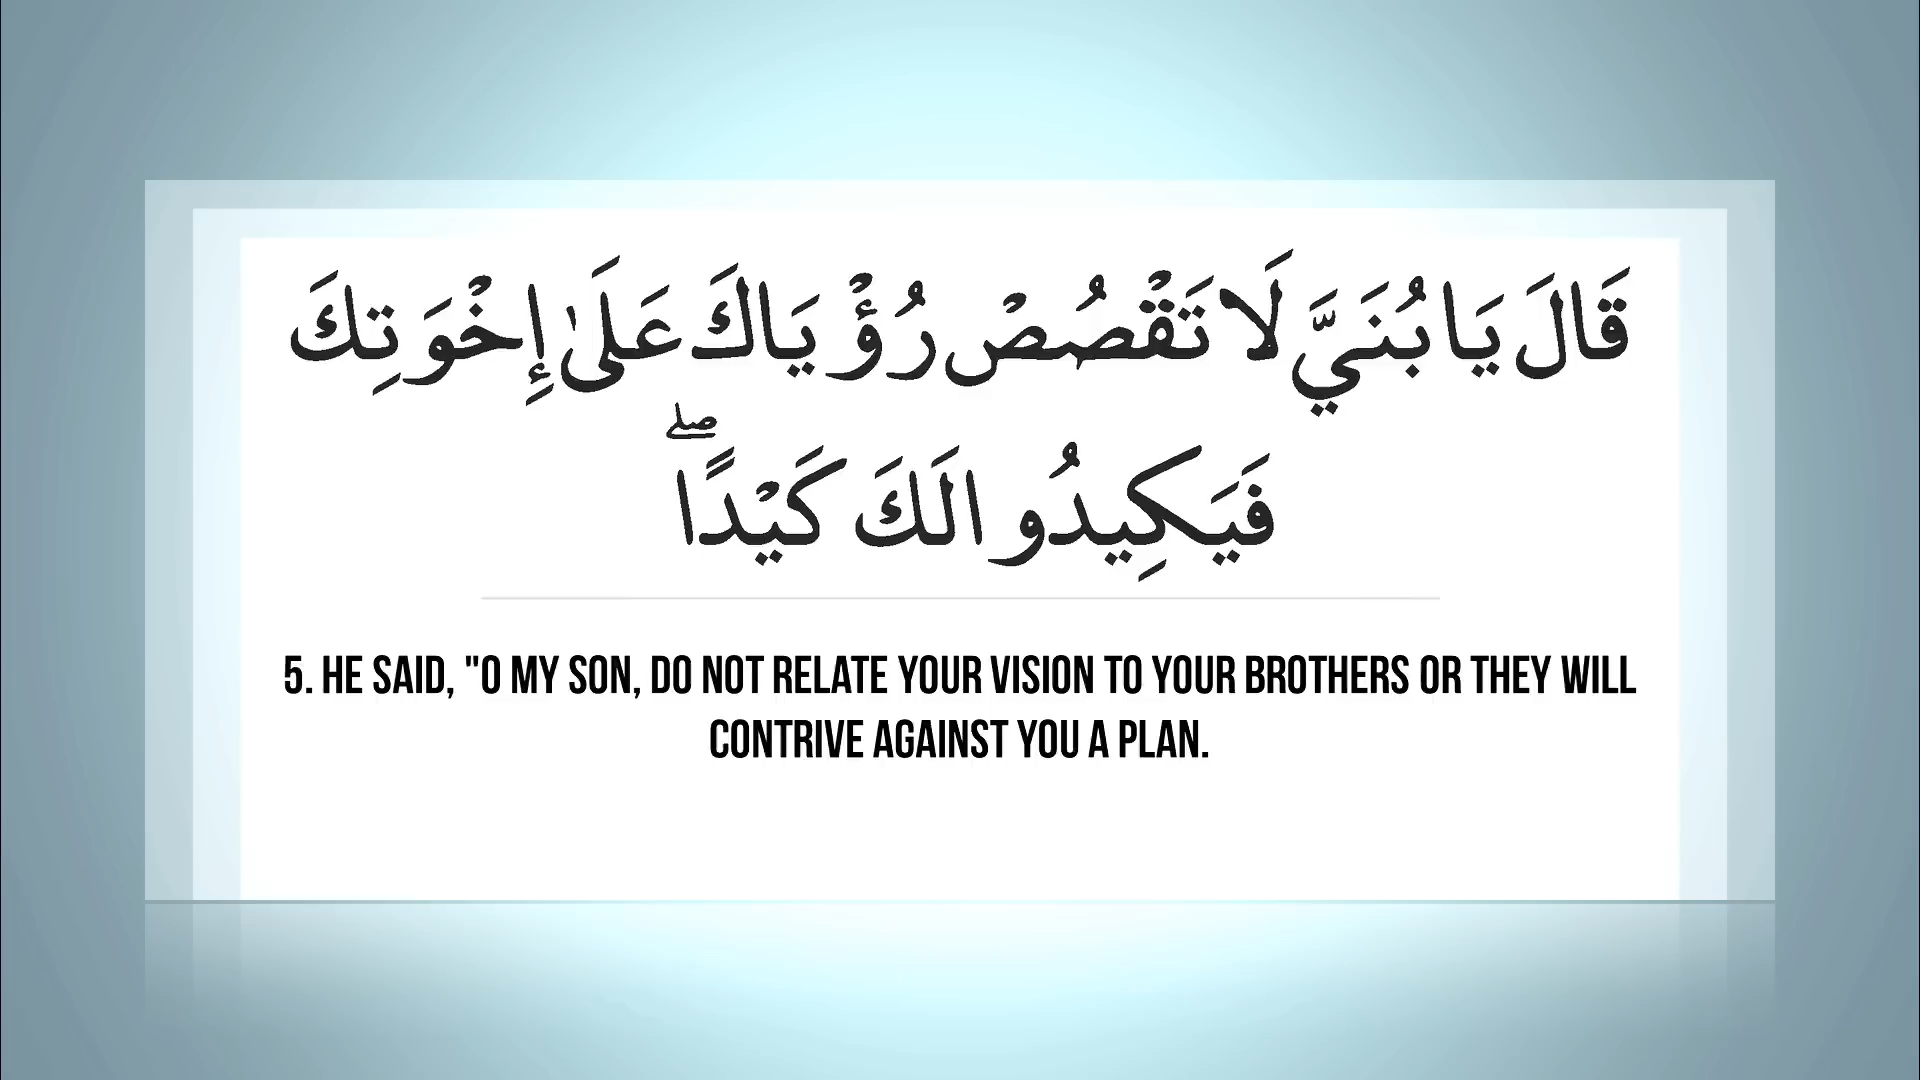 قَالَ يَا بُنَيَّ لَا تَقْصُصْ رُؤْيَاكَ عَلَىٰ إِخْوَتِكَ
فَيَكِيدُوا لَكَ كَيْدًا ۖ
5. HE SAID, "O MY SON, DO NOT RELATE YOUR VISION TO YOUR BROTHERS OR THEY WILL
CONTRIVE AGAINST YOU A PLAN.